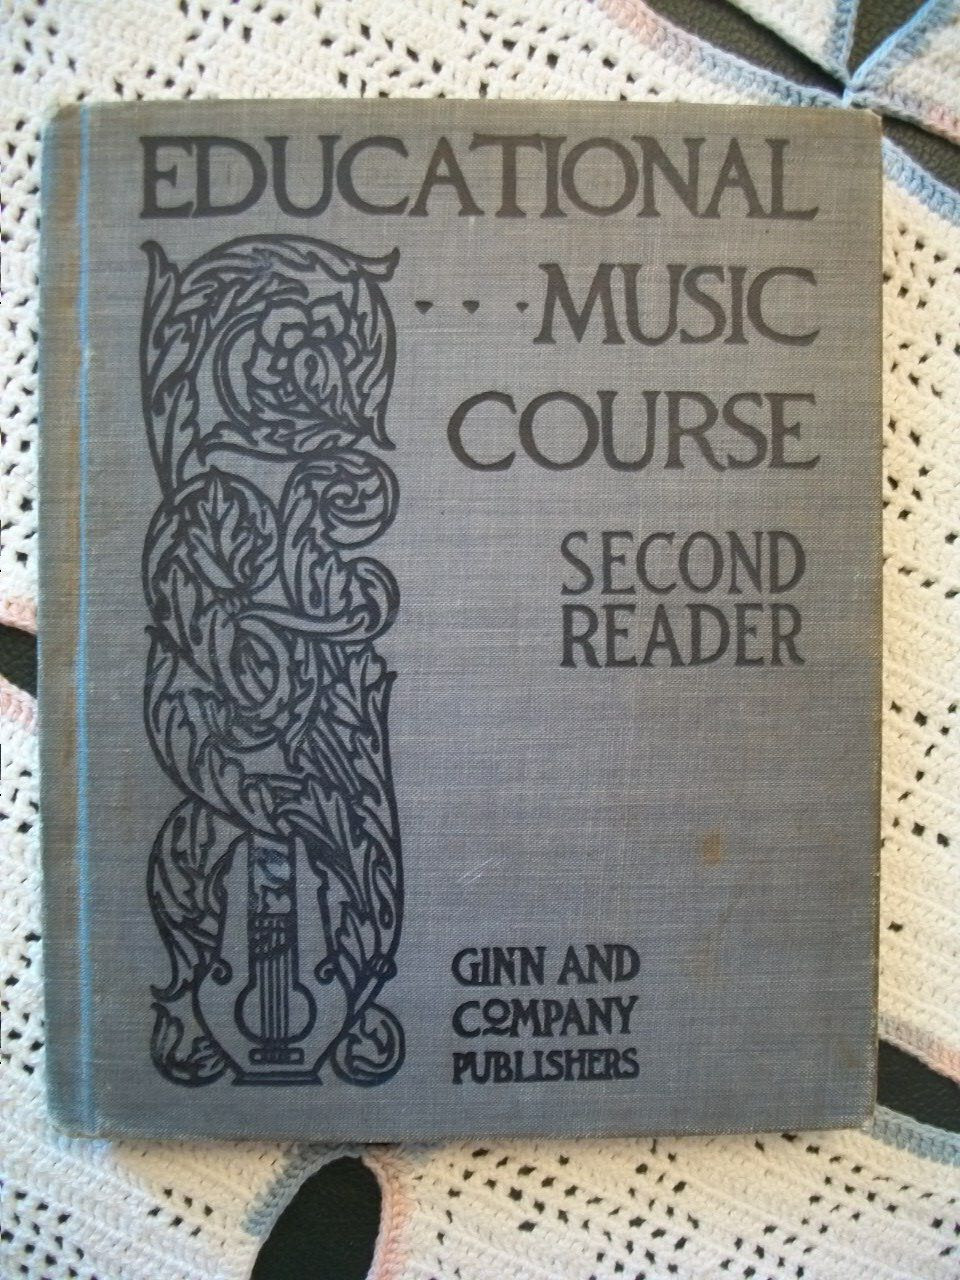 EDUCATIONAL
MUSIC
COURSE
SECOND
READER
GINN AND
COMPANY
PUBLISHERS